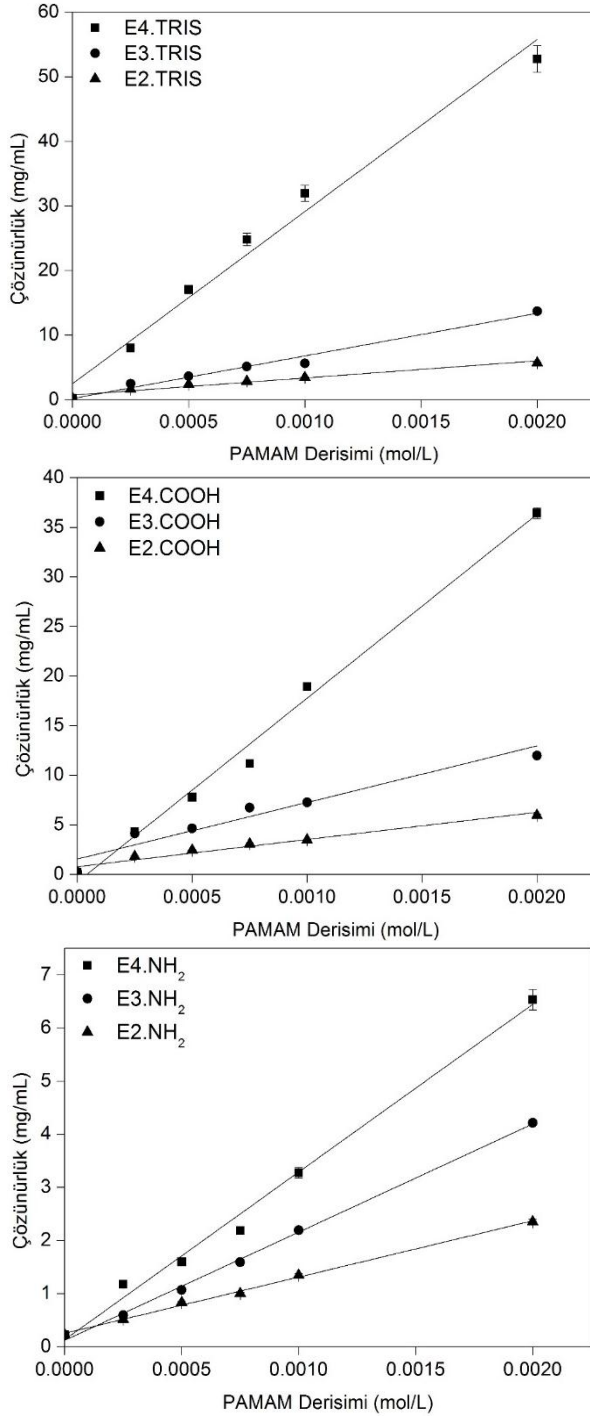 E4.TRIS
E3.TRIS
E2.TRIS
60
50
40
30
20
10
0
Çözünürlük (mg/mL)
0.0000 0.0005 0.0010 0.0015 0.0020
PAMAM Derisimi (mol/L)
E4.COOH
E3.COOH
E2.COOH
40
35
30
25
20
15
10
5
0
Çözünürlük (mg/mL)
0.0000 0.0005 0.0010 0.0015 0.0020
PAMAM Derisimi (mol/L)
E4.NH₂
E3.NH₂
E2.NH₂
7
6
5
4
3
2
1
0
Çözünürlük (mg/mL)
0.0000 0.0005 0.0010 0.0015 0.0020
PAMAM Derisimi (mol/L)